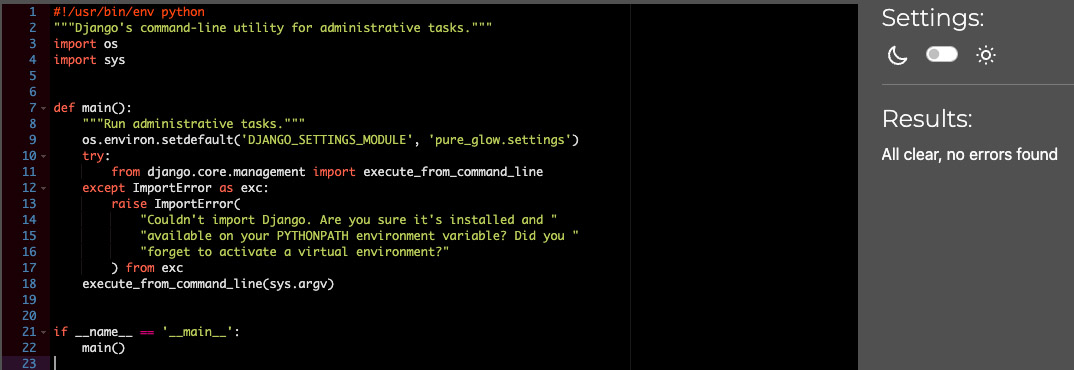 1 #!/usr/bin/env python
2 """Django's command-line utility for administrative tasks."""
3 import os
4 import sys
5
6
7 def main():
8     """Run administrative tasks."""
9     os.environ.setdefault('DJANGO_SETTINGS_MODULE', 'pure_glow.settings')
10     try:
11         from django.core.management import execute_from_command_line
12     except ImportError as exc:
13         raise ImportError(
14             "Couldn't import Django. Are you sure it's installed and "
15             "available on your PYTHONPATH environment variable? Did you "
16             "forget to activate a virtual environment?"
17         ) from exc
18     execute_from_command_line(sys.argv)
19
20
21 if __name__ == '__main__':
22     main()
23
Settings:
Results:
All clear, no errors found